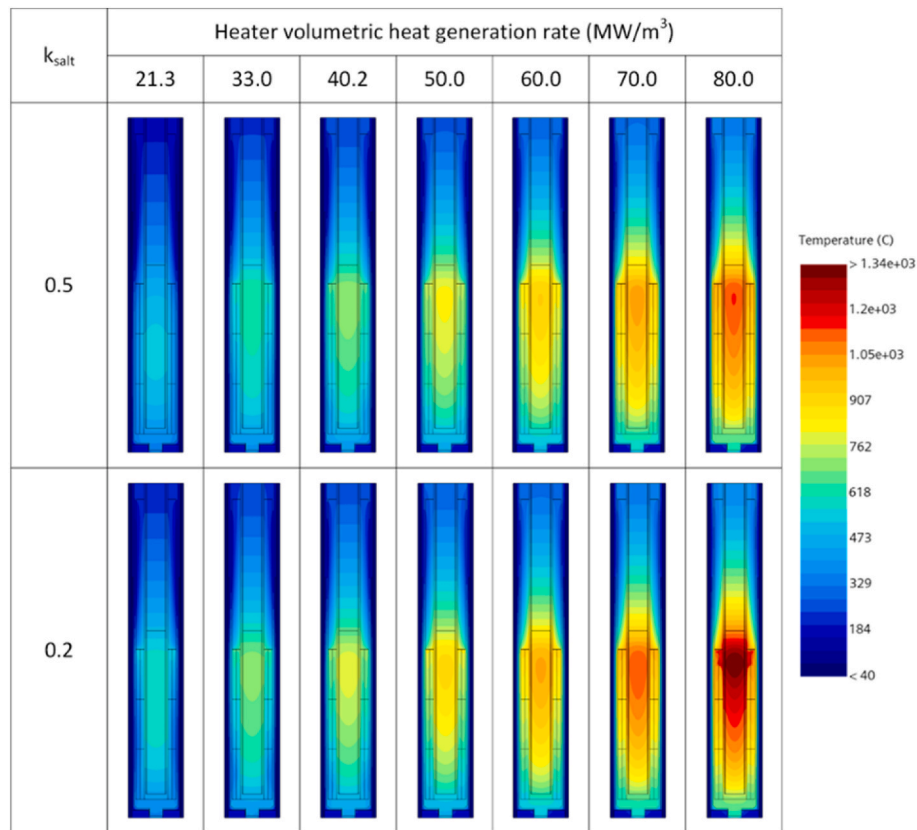 Heater volumetric heat generation rate (MW/m³)
k_salt
21.3 33.0 40.2 50.0 60.0 70.0 80.0
0.5
0.2
Temperature (C)
> 1.34e+03
1.2e+03
1.05e+03
907
762
618
473
329
184
< 40